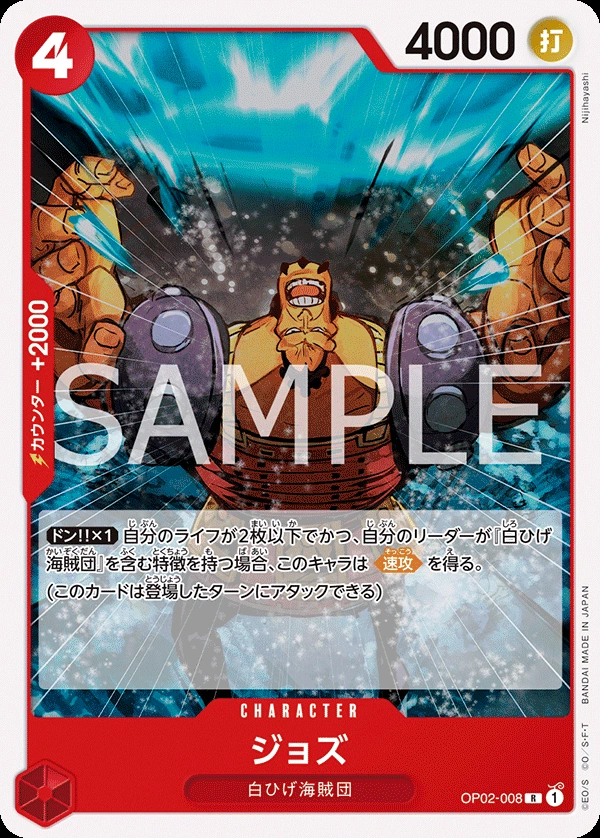 4
4000
打
Nijihayashi
カウンター +2000
SAMPLE
ドン!!×1 自分のライフが2枚以下でかつ、自分のリーダーが『白ひげ
海賊団』を含む特徴を持つ場合、このキャラは 速攻 を得る。
(このカードは登場したターンにアタックできる)
CHARACTER
ジョズ
白ひげ海賊団
OP02-008 R 1
©E.O/S ©O/S・F・T BANDAI MADE IN JAPAN